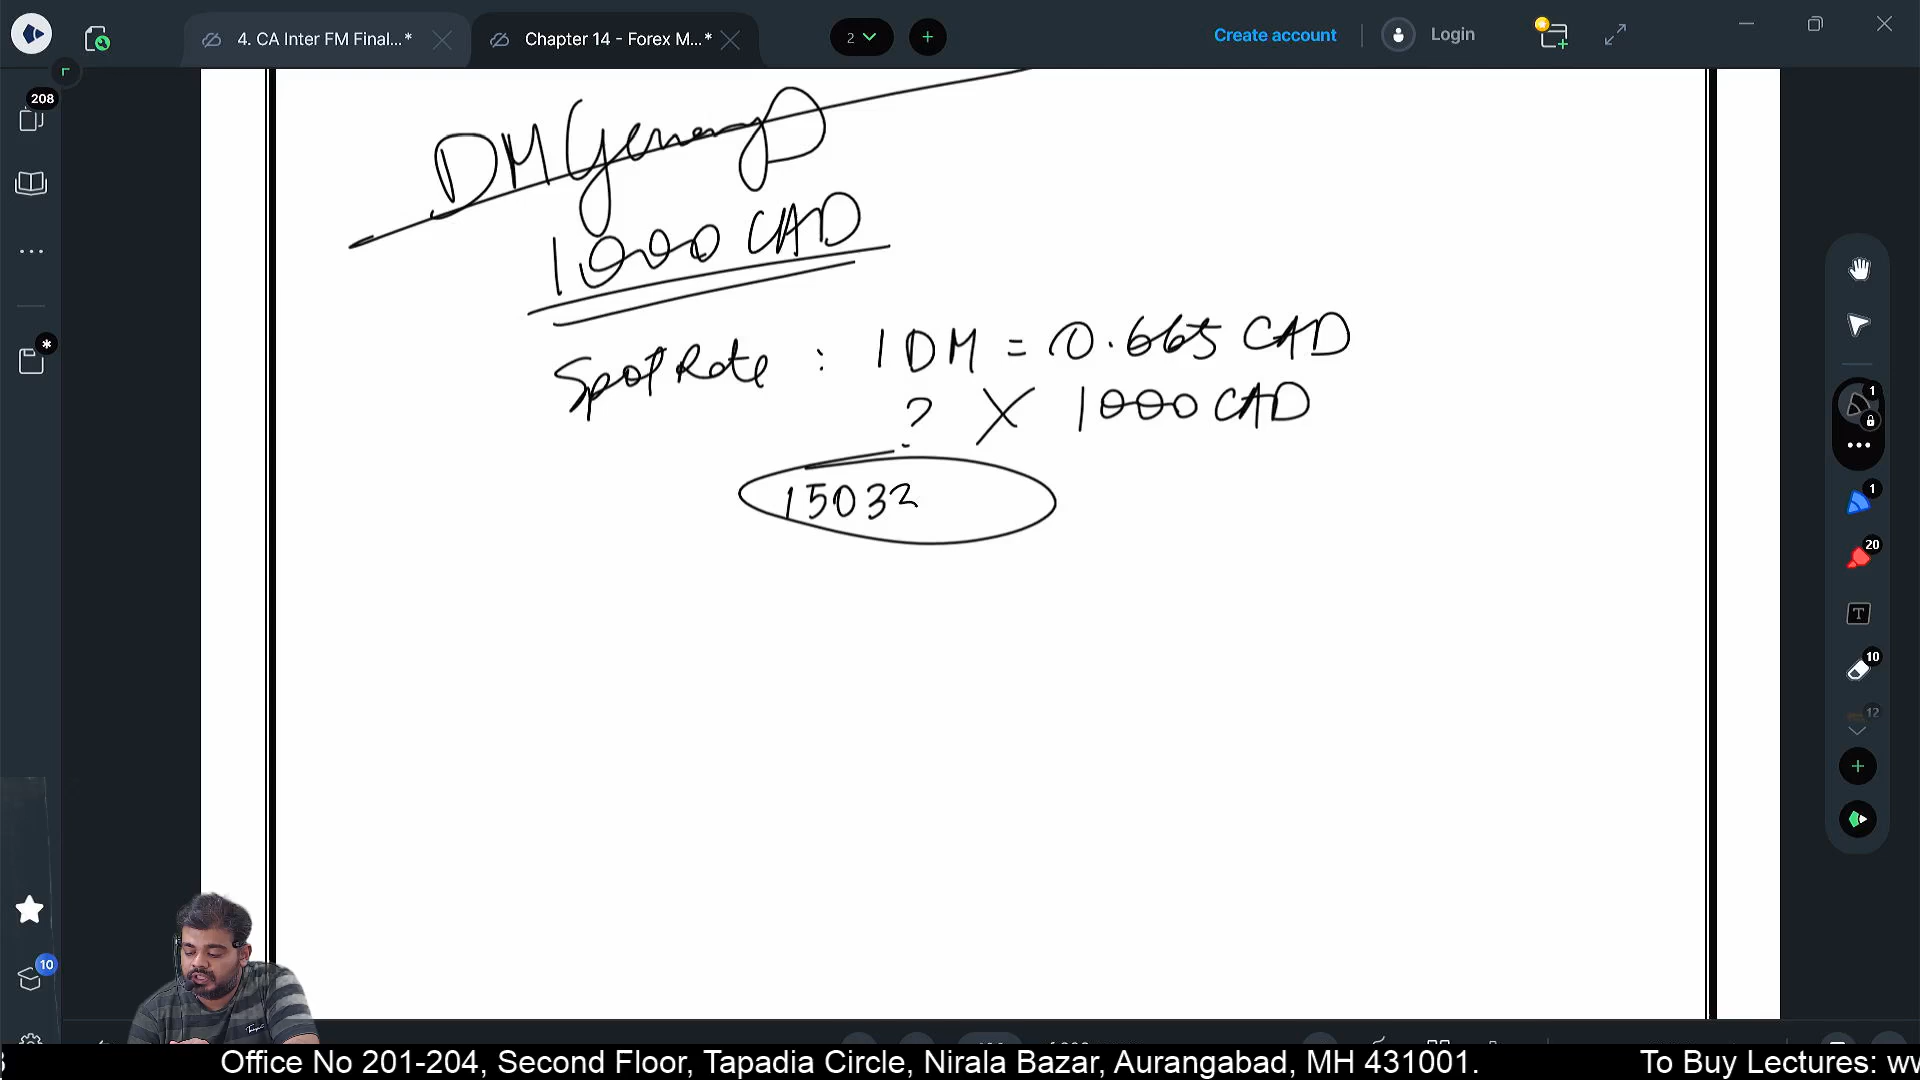 208
4. CA Inter FM Final...*
Chapter 14 - Forex M...*
2
Create account
Login
DM (Germany)
1000 CAD
Spot Rate : 1 DM = 0.665 CAD
? X 1000 CAD
15032
1
1
20
T
10
12
10
Office No 201-204, Second Floor, Tapadia Circle, Nirala Bazar, Aurangabad, MH 431001. To Buy Lectures: ww